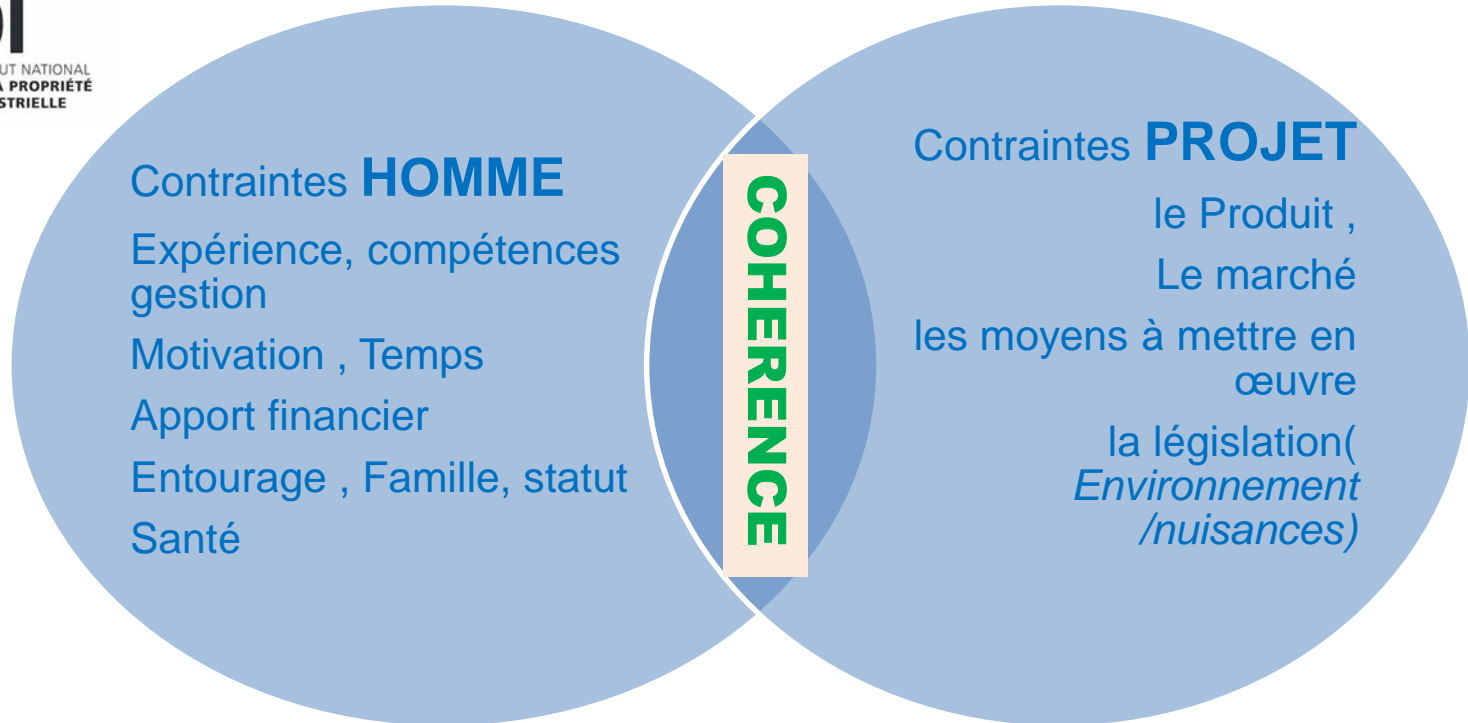 UT NATIONAL
PROPRIÉTÉ
STRIELLE
Contraintes HOMME
Expérience, compétences
gestion
Motivation , Temps
Apport financier
Entourage , Famille, statut
Santé
COHERENCE
Contraintes PROJET
le Produit ,
Le marché
les moyens à mettre en
œuvre
la législation(
Environnement
/nuisances)